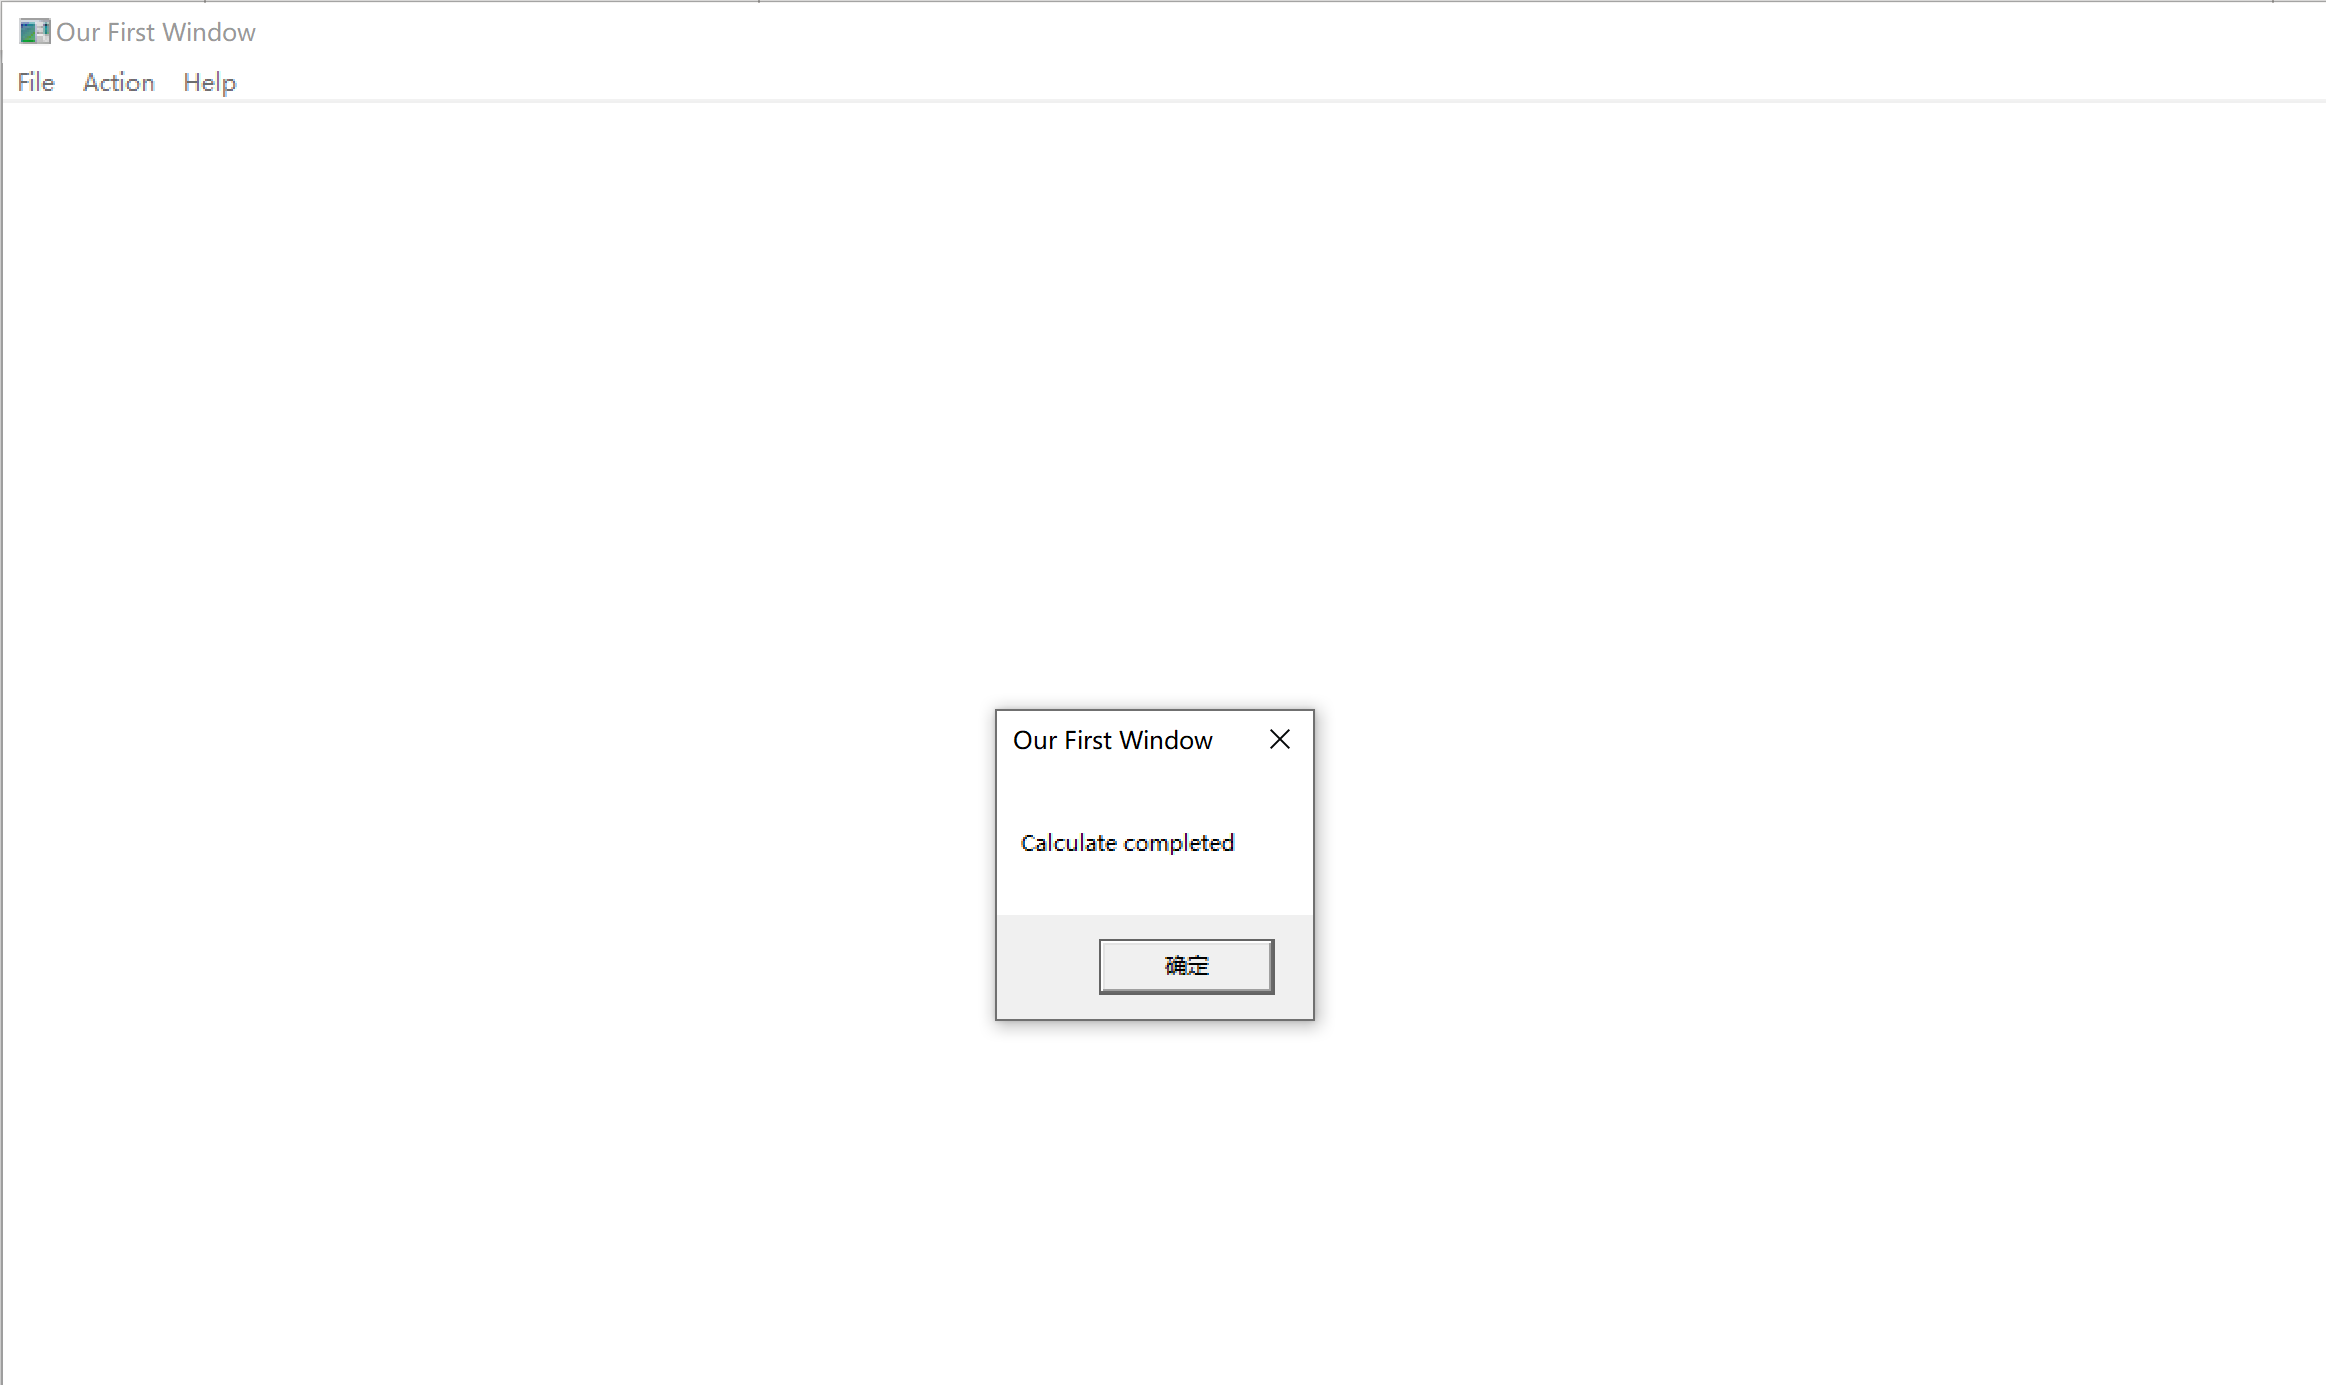 Our First Window
File Action Help
Our First Window
Calculate completed
确定